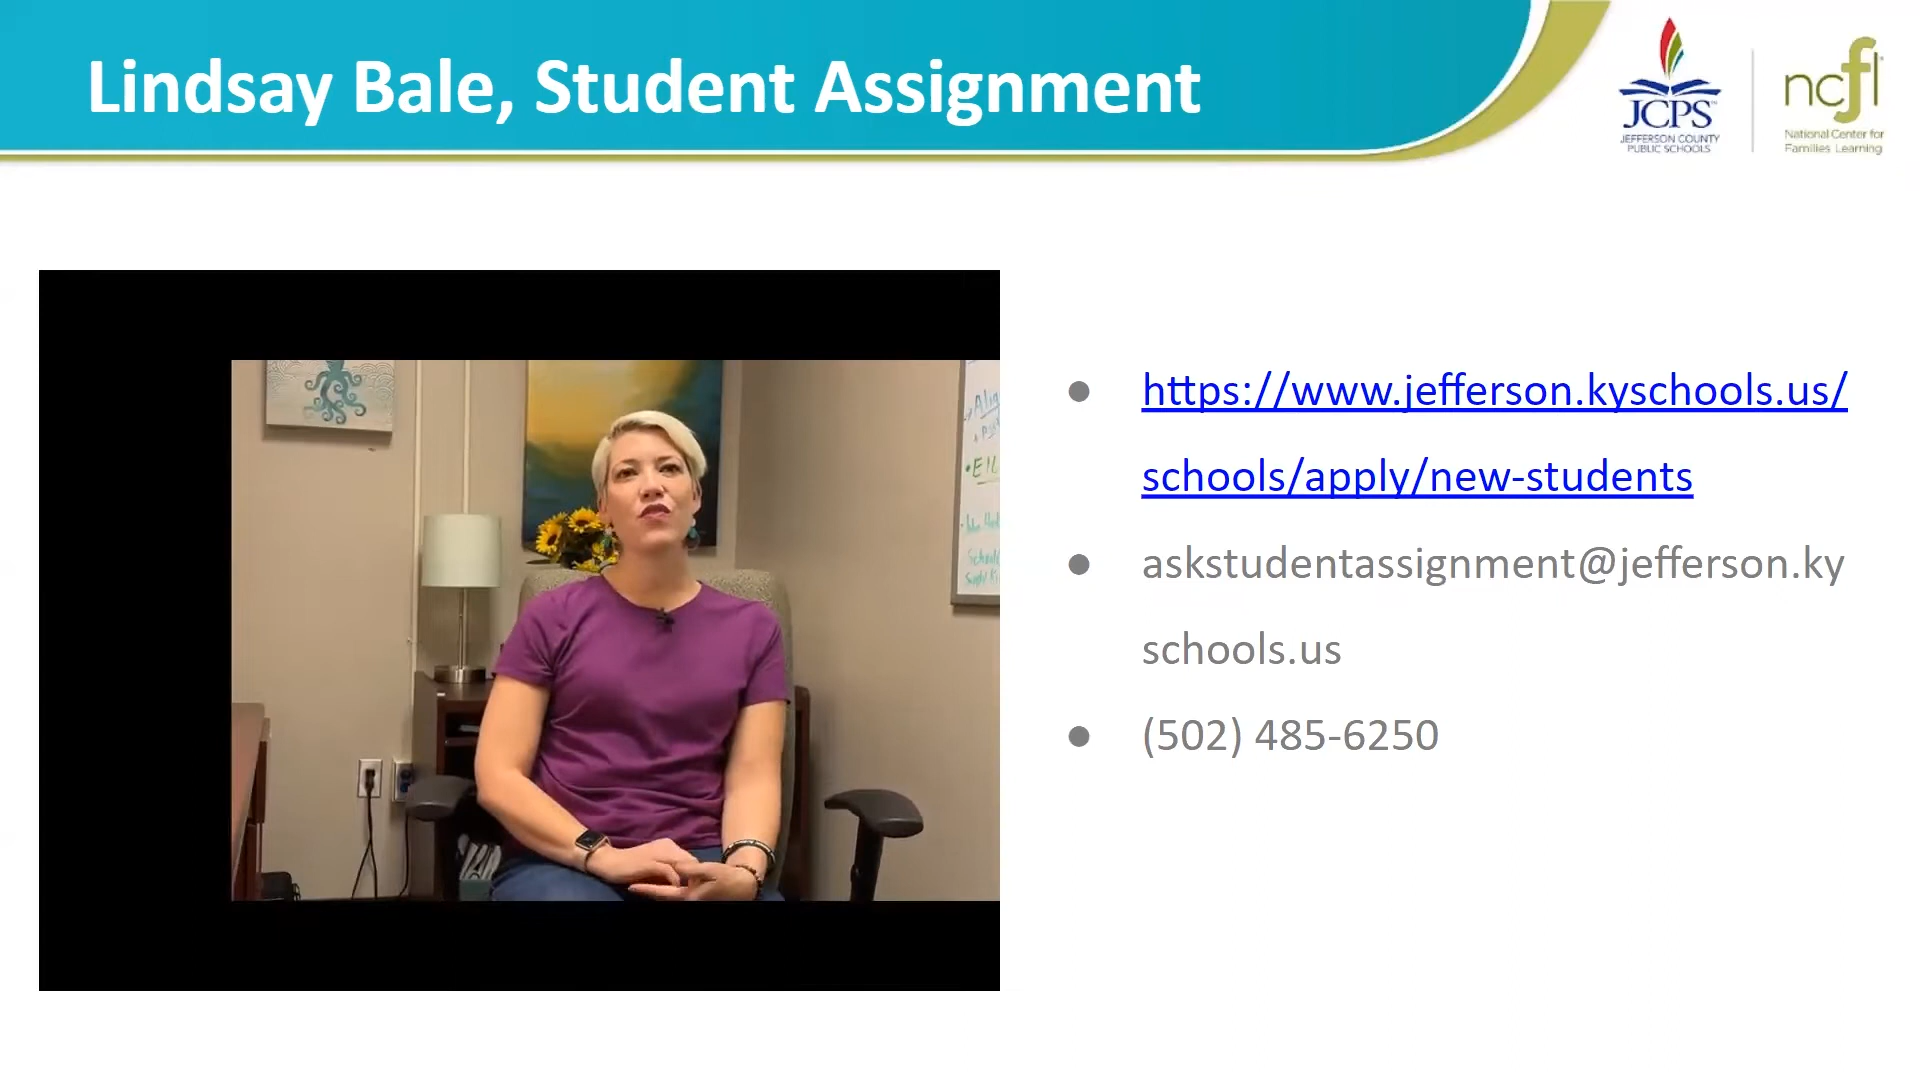 Lindsay Bale, Student Assignment
JCPS
JEFFERSON COUNTY
PUBLIC SCHOOLS
ncfl
National Center for
Families Learning
https://www.jefferson.kyschools.us/
schools/apply/new-students
askstudentassignment@jefferson.ky
schools.us
(502) 485-6250